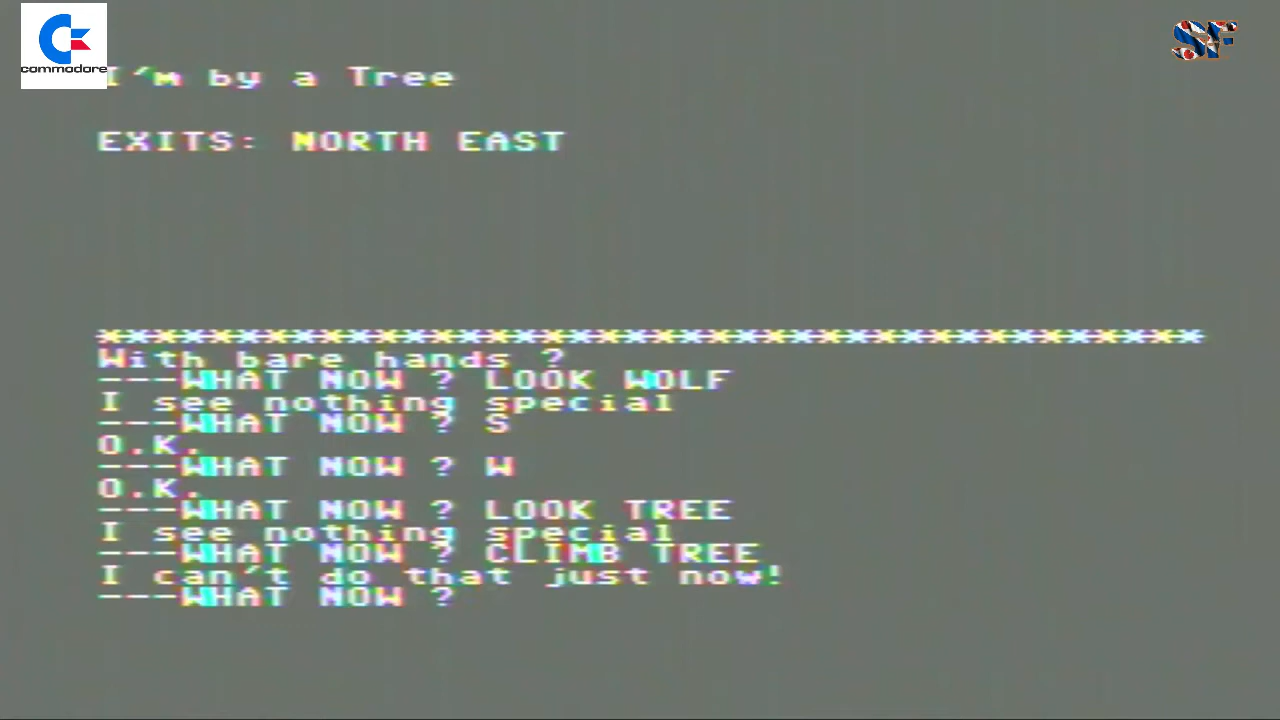 commodore
SF
I'm by a Tree
EXITS: NORTH EAST
****************************************
With bare hands ?
---WHAT NOW ? LOOK WOLF
I see nothing special
---WHAT NOW ? S
O.K.
---WHAT NOW ? W
O.K.
---WHAT NOW ? LOOK TREE
I see nothing special
---WHAT NOW ? CLIMB TREE
I can't do that just now!
---WHAT NOW ?